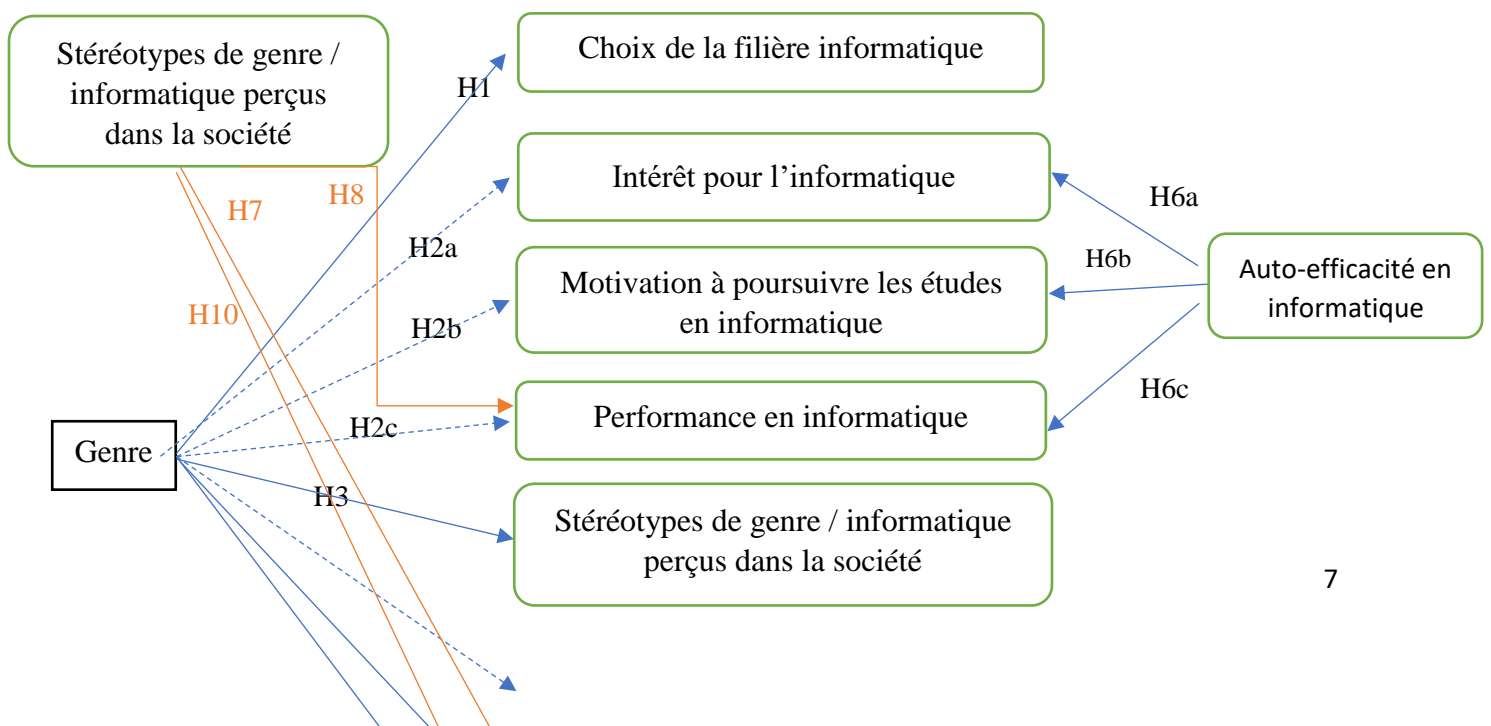 Stéréotypes de genre /
informatique perçus
dans la société
Choix de la filière informatique
H1
Intérêt pour l’informatique
H8
H7
H6a
H2a
H6b
Auto-efficacité en
informatique
Motivation à poursuivre les études
en informatique
H10
H2b
H6c
Performance en informatique
H2c
Genre
H3
Stéréotypes de genre / informatique
perçus dans la société
7